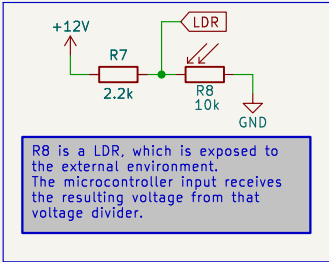 +12V
LDR
R7
2.2k
R8
10k
GND
R8 is a LDR, which is exposed to
the external environment.
The microcontroller input receives
the resulting voltage from that
voltage divider.